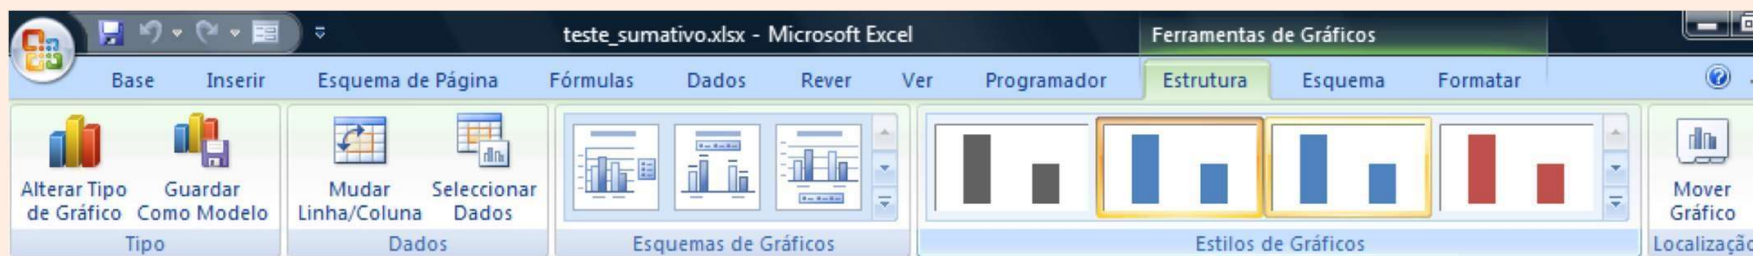 teste_sumativo.xlsx - Microsoft Excel
Ferramentas de Gráficos
Base Inserir Esquema de Página Fórmulas Dados Rever Ver Programador Estrutura Esquema Formatar
Alterar Tipo de Gráfico
Guardar Como Modelo
Mudar Linha/Coluna
Seleccionar Dados
Mover Gráfico
Tipo
Dados
Esquemas de Gráficos
Estilos de Gráficos
Localização